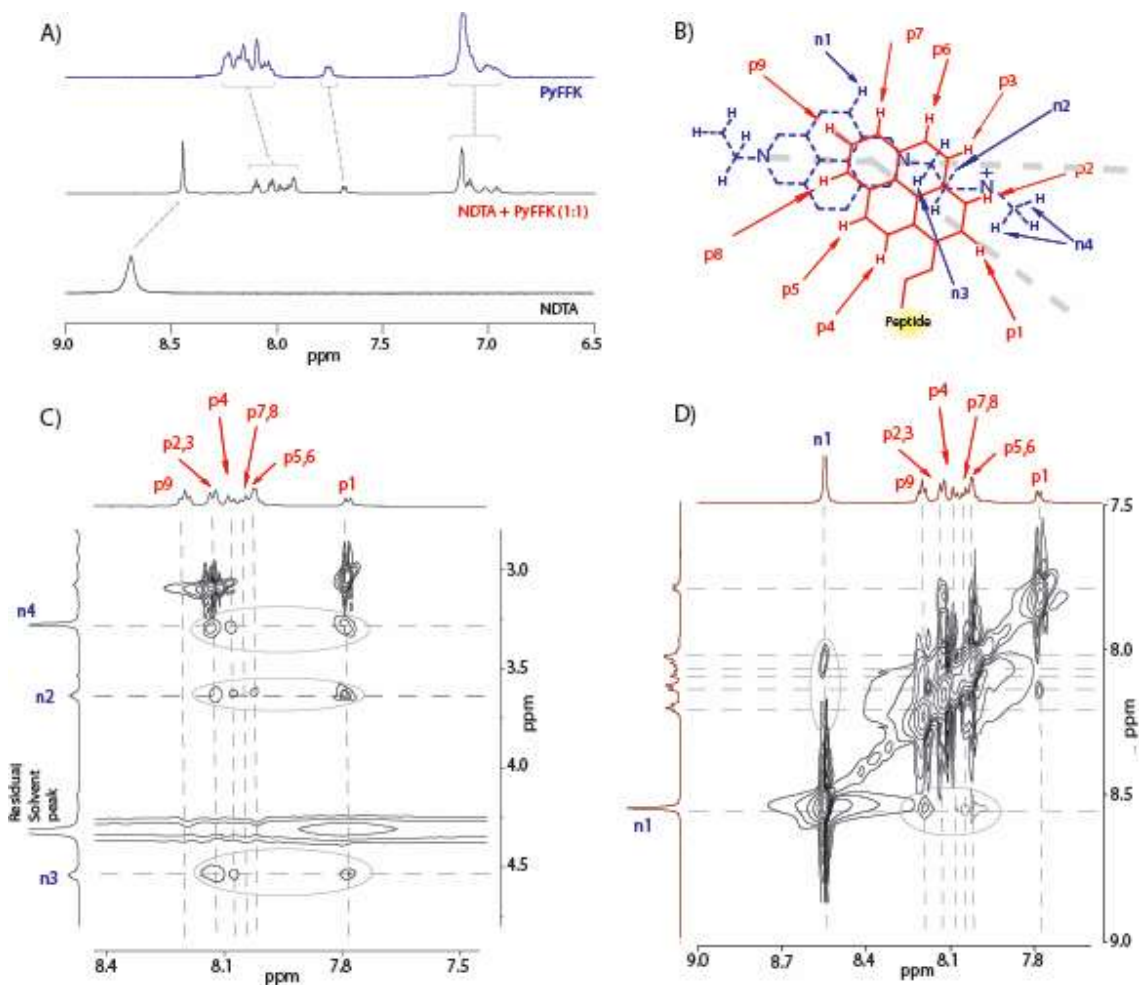 A)
PyFFK
NDTA + PyFFK (1:1)
NDTA
9.0 8.5 8.0 7.5 7.0 6.5
ppm
B)
n1
p7
p6
p9
p3
n2
H
H
H
H
H
H
H
N
N
N
+
p2
H
H
H
H
H
H
H
H
H
H
H
p8
n4
p5
n3
p4
Peptide
p1
C)
p4
p7,8
p2,3
p5,6
p9
p1
n4
3.0
n2
3.5
ppm
4.0
Residual
Solvent
peak
n3
4.5
8.4 8.1 7.8 7.5
ppm
D)
p4
n1
p7,8
p2,3
p5,6
p9
p1
7.5
8.0
ppm
8.5
n1
9.0
9.0 8.7 8.4 8.1 7.8
ppm